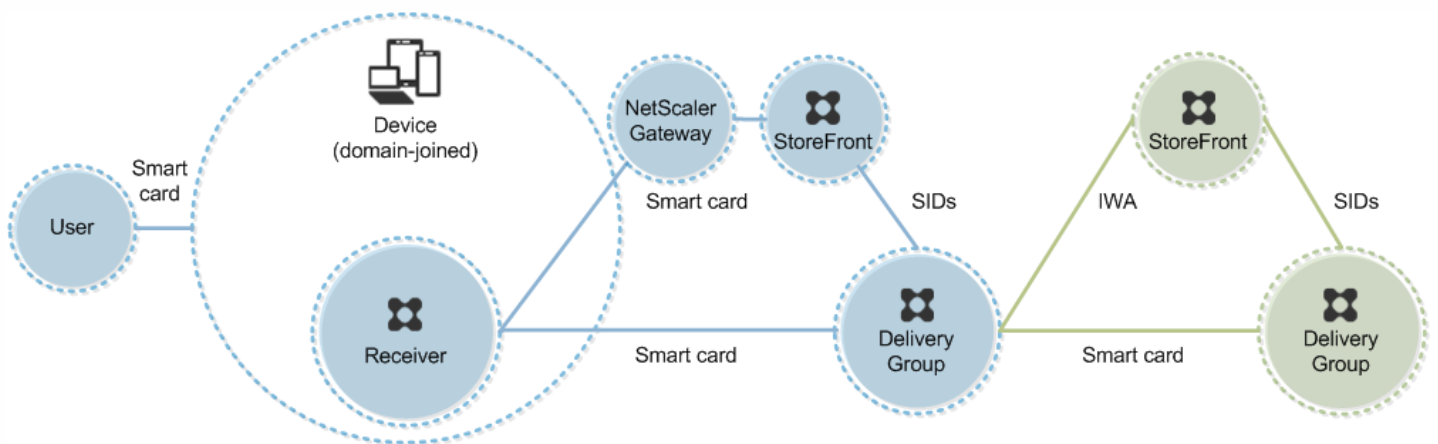 User
Smart
card
Device
(domain-joined)
Receiver
NetScaler
Gateway
StoreFront
Smart card
SIDs
Smart card
Delivery
Group
IWA
StoreFront
SIDs
Smart card
Delivery
Group